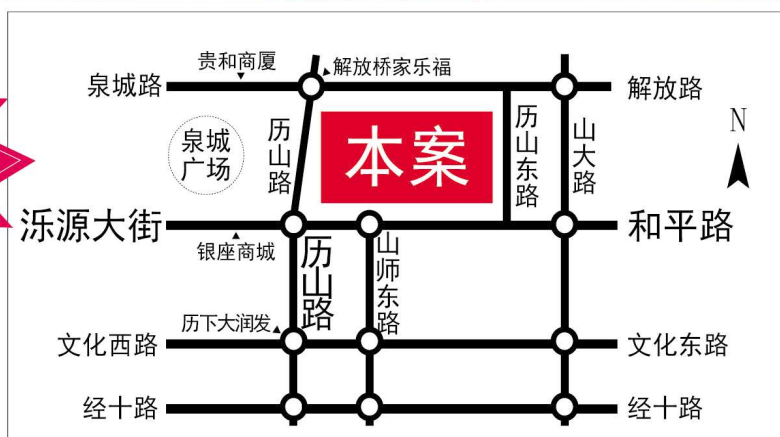 贵和商厦
解放桥家乐福
泉城路
解放路
历山路
本案
历山东路
山大路
N
泉城
广场
泺源大街
和平路
银座商城
历山路
山师东路
历下大润发
文化西路
文化东路
经十路
经十路